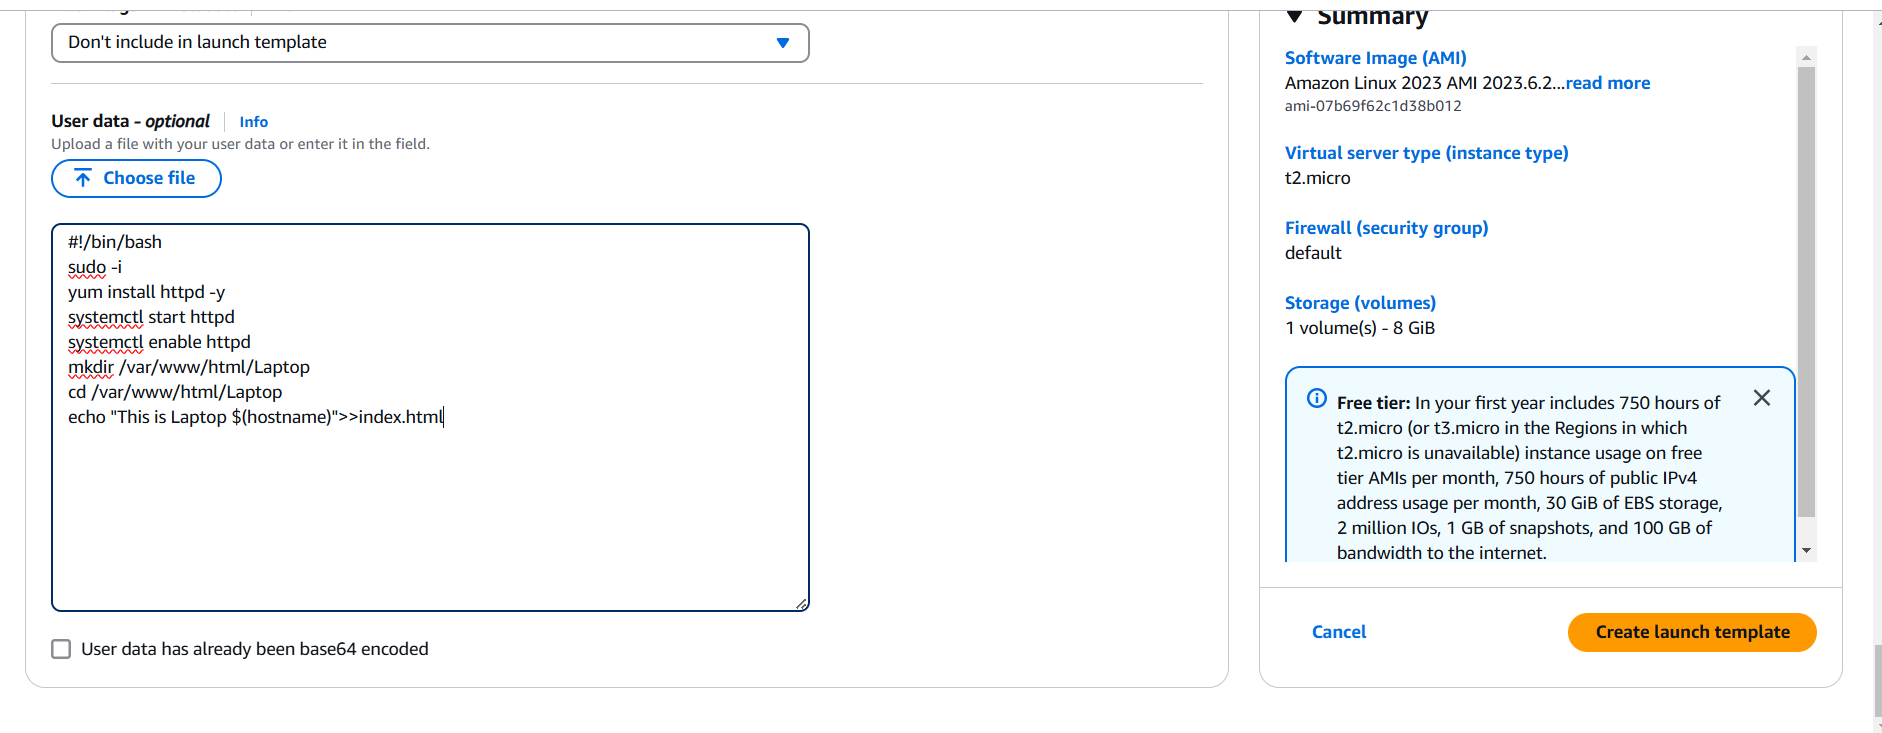 Don't include in launch template
User data - optional
Info
Upload a file with your user data or enter it in the field.
Choose file
#!/bin/bash
sudo -i
yum install httpd -y
systemctl start httpd
systemctl enable httpd
mkdir /var/www/html/Laptop
cd /var/www/html/Laptop
echo "This is Laptop $(hostname)">>index.html
User data has already been base64 encoded
Summary
Software Image (AMI)
Amazon Linux 2023 AMI 2023.6.2...read more
ami-07b69f62c1d38b012
Virtual server type (instance type)
t2.micro
Firewall (security group)
default
Storage (volumes)
1 volume(s) - 8 GiB
Free tier: In your first year includes 750 hours of
t2.micro (or t3.micro in the Regions in which
t2.micro is unavailable) instance usage on free
tier AMIs per month, 750 hours of public IPv4
address usage per month, 30 GiB of EBS storage,
2 million IOs, 1 GB of snapshots, and 100 GB of
bandwidth to the internet.
Cancel
Create launch template